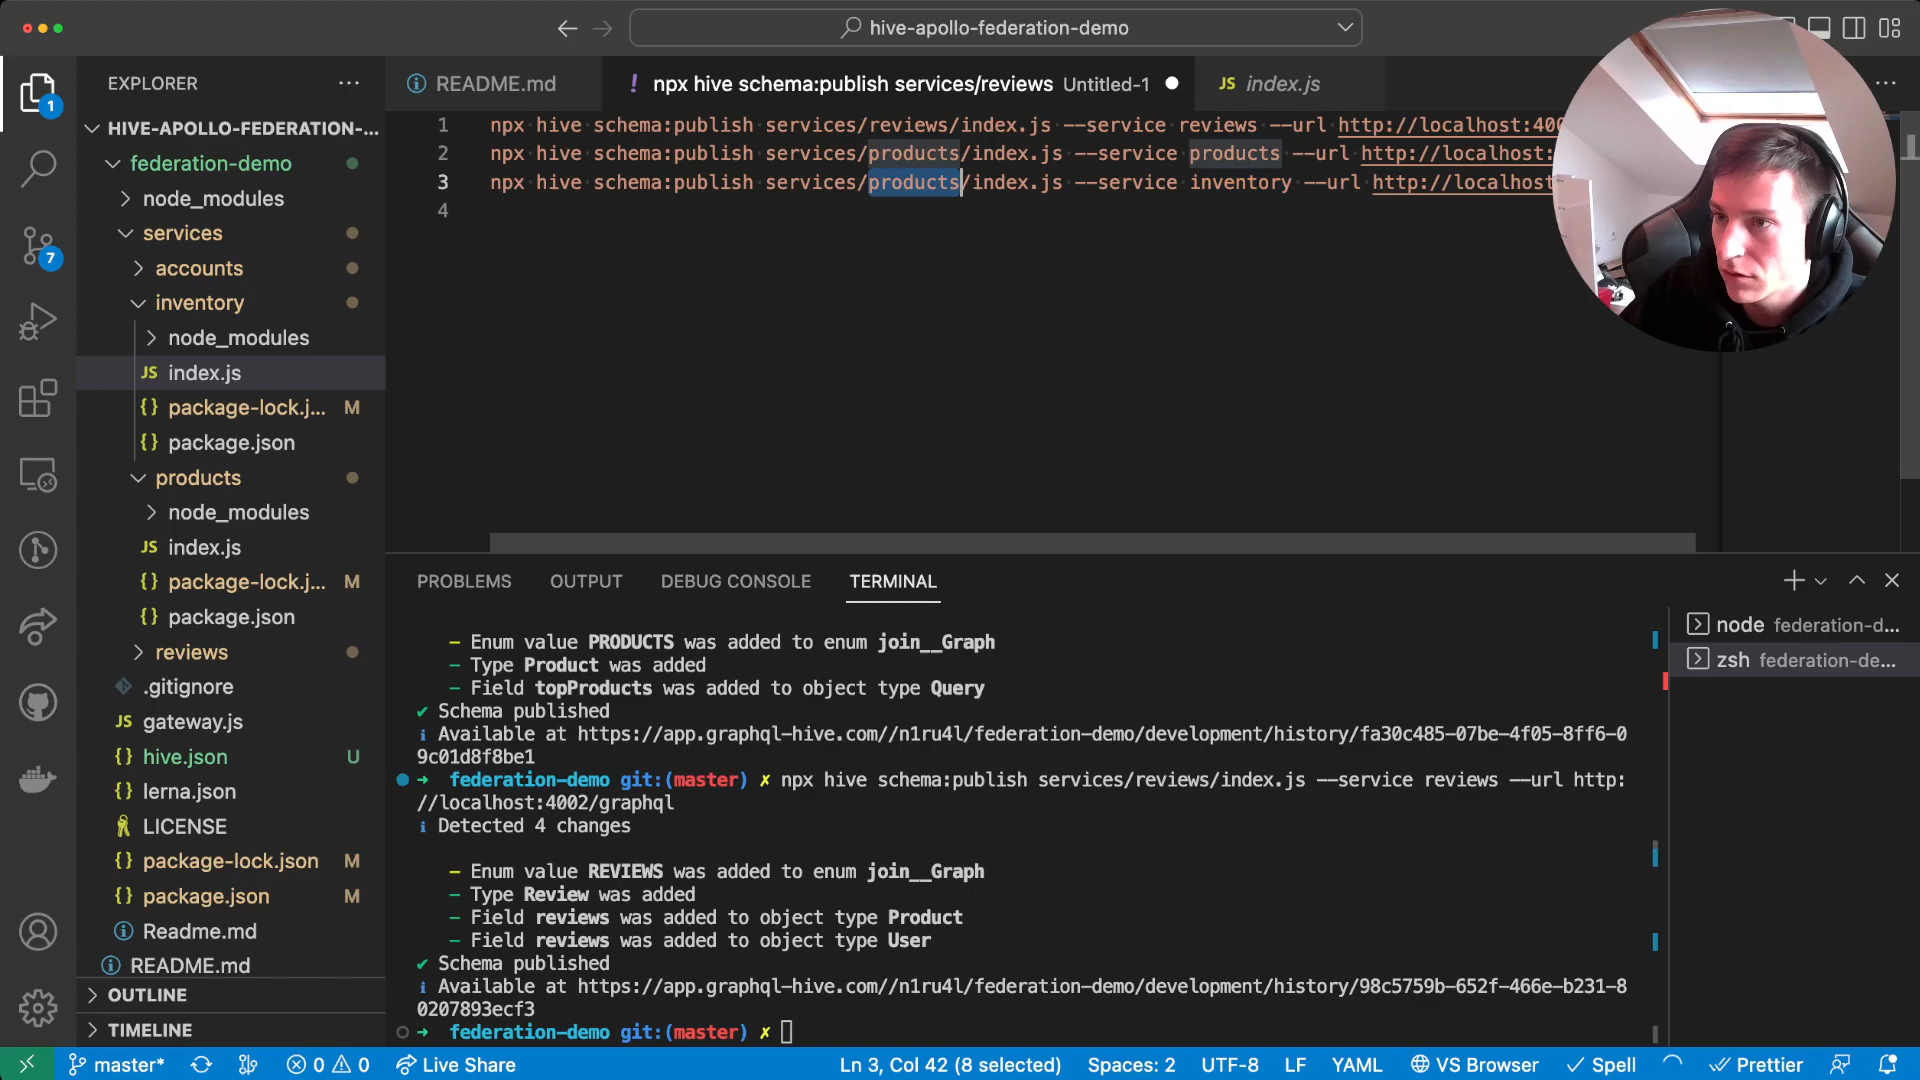 hive-apollo-federation-demo
EXPLORER
README.md
npx hive schema:publish services/reviews Untitled-1
JS index.js
HIVE-APOLLO-FEDERATION-...
federation-demo
node_modules
services
accounts
inventory
node_modules
JS index.js
{} package-lock.j... M
{} package.json
products
node_modules
JS index.js
{} package-lock.j... M
{} package.json
reviews
.gitignore
JS gateway.js
{} hive.json U
{} lerna.json
LICENSE
{} package-lock.json M
{} package.json M
Readme.md
README.md
OUTLINE
TIMELINE
1
7
1 npx hive schema:publish services/reviews/index.js --service reviews --url http://localhost:400
2 npx hive schema:publish services/products/index.js --service products --url http://localhost:
3 npx hive schema:publish services/products/index.js --service inventory --url http://localhost
4
PROBLEMS OUTPUT DEBUG CONSOLE TERMINAL
– Enum value PRODUCTS was added to enum join__Graph
– Type Product was added
– Field topProducts was added to object type Query
✔ Schema published
i Available at https://app.graphql-hive.com//n1ru4l/federation-demo/development/history/fa30c485-07be-4f05-8ff6-0
9c01d8f8be1
➜ federation-demo git:(master) ✗ npx hive schema:publish services/reviews/index.js --service reviews --url http:
//localhost:4002/graphql
i Detected 4 changes
– Enum value REVIEWS was added to enum join__Graph
– Type Review was added
– Field reviews was added to object type Product
– Field reviews was added to object type User
✔ Schema published
i Available at https://app.graphql-hive.com//n1ru4l/federation-demo/development/history/98c5759b-652f-466e-b231-8
0207893ecf3
➜ federation-demo git:(master) ✗
node federation-d...
zsh federation-de...
master* 0 0 Live Share Ln 3, Col 42 (8 selected) Spaces: 2 UTF-8 LF YAML VS Browser Spell Prettier